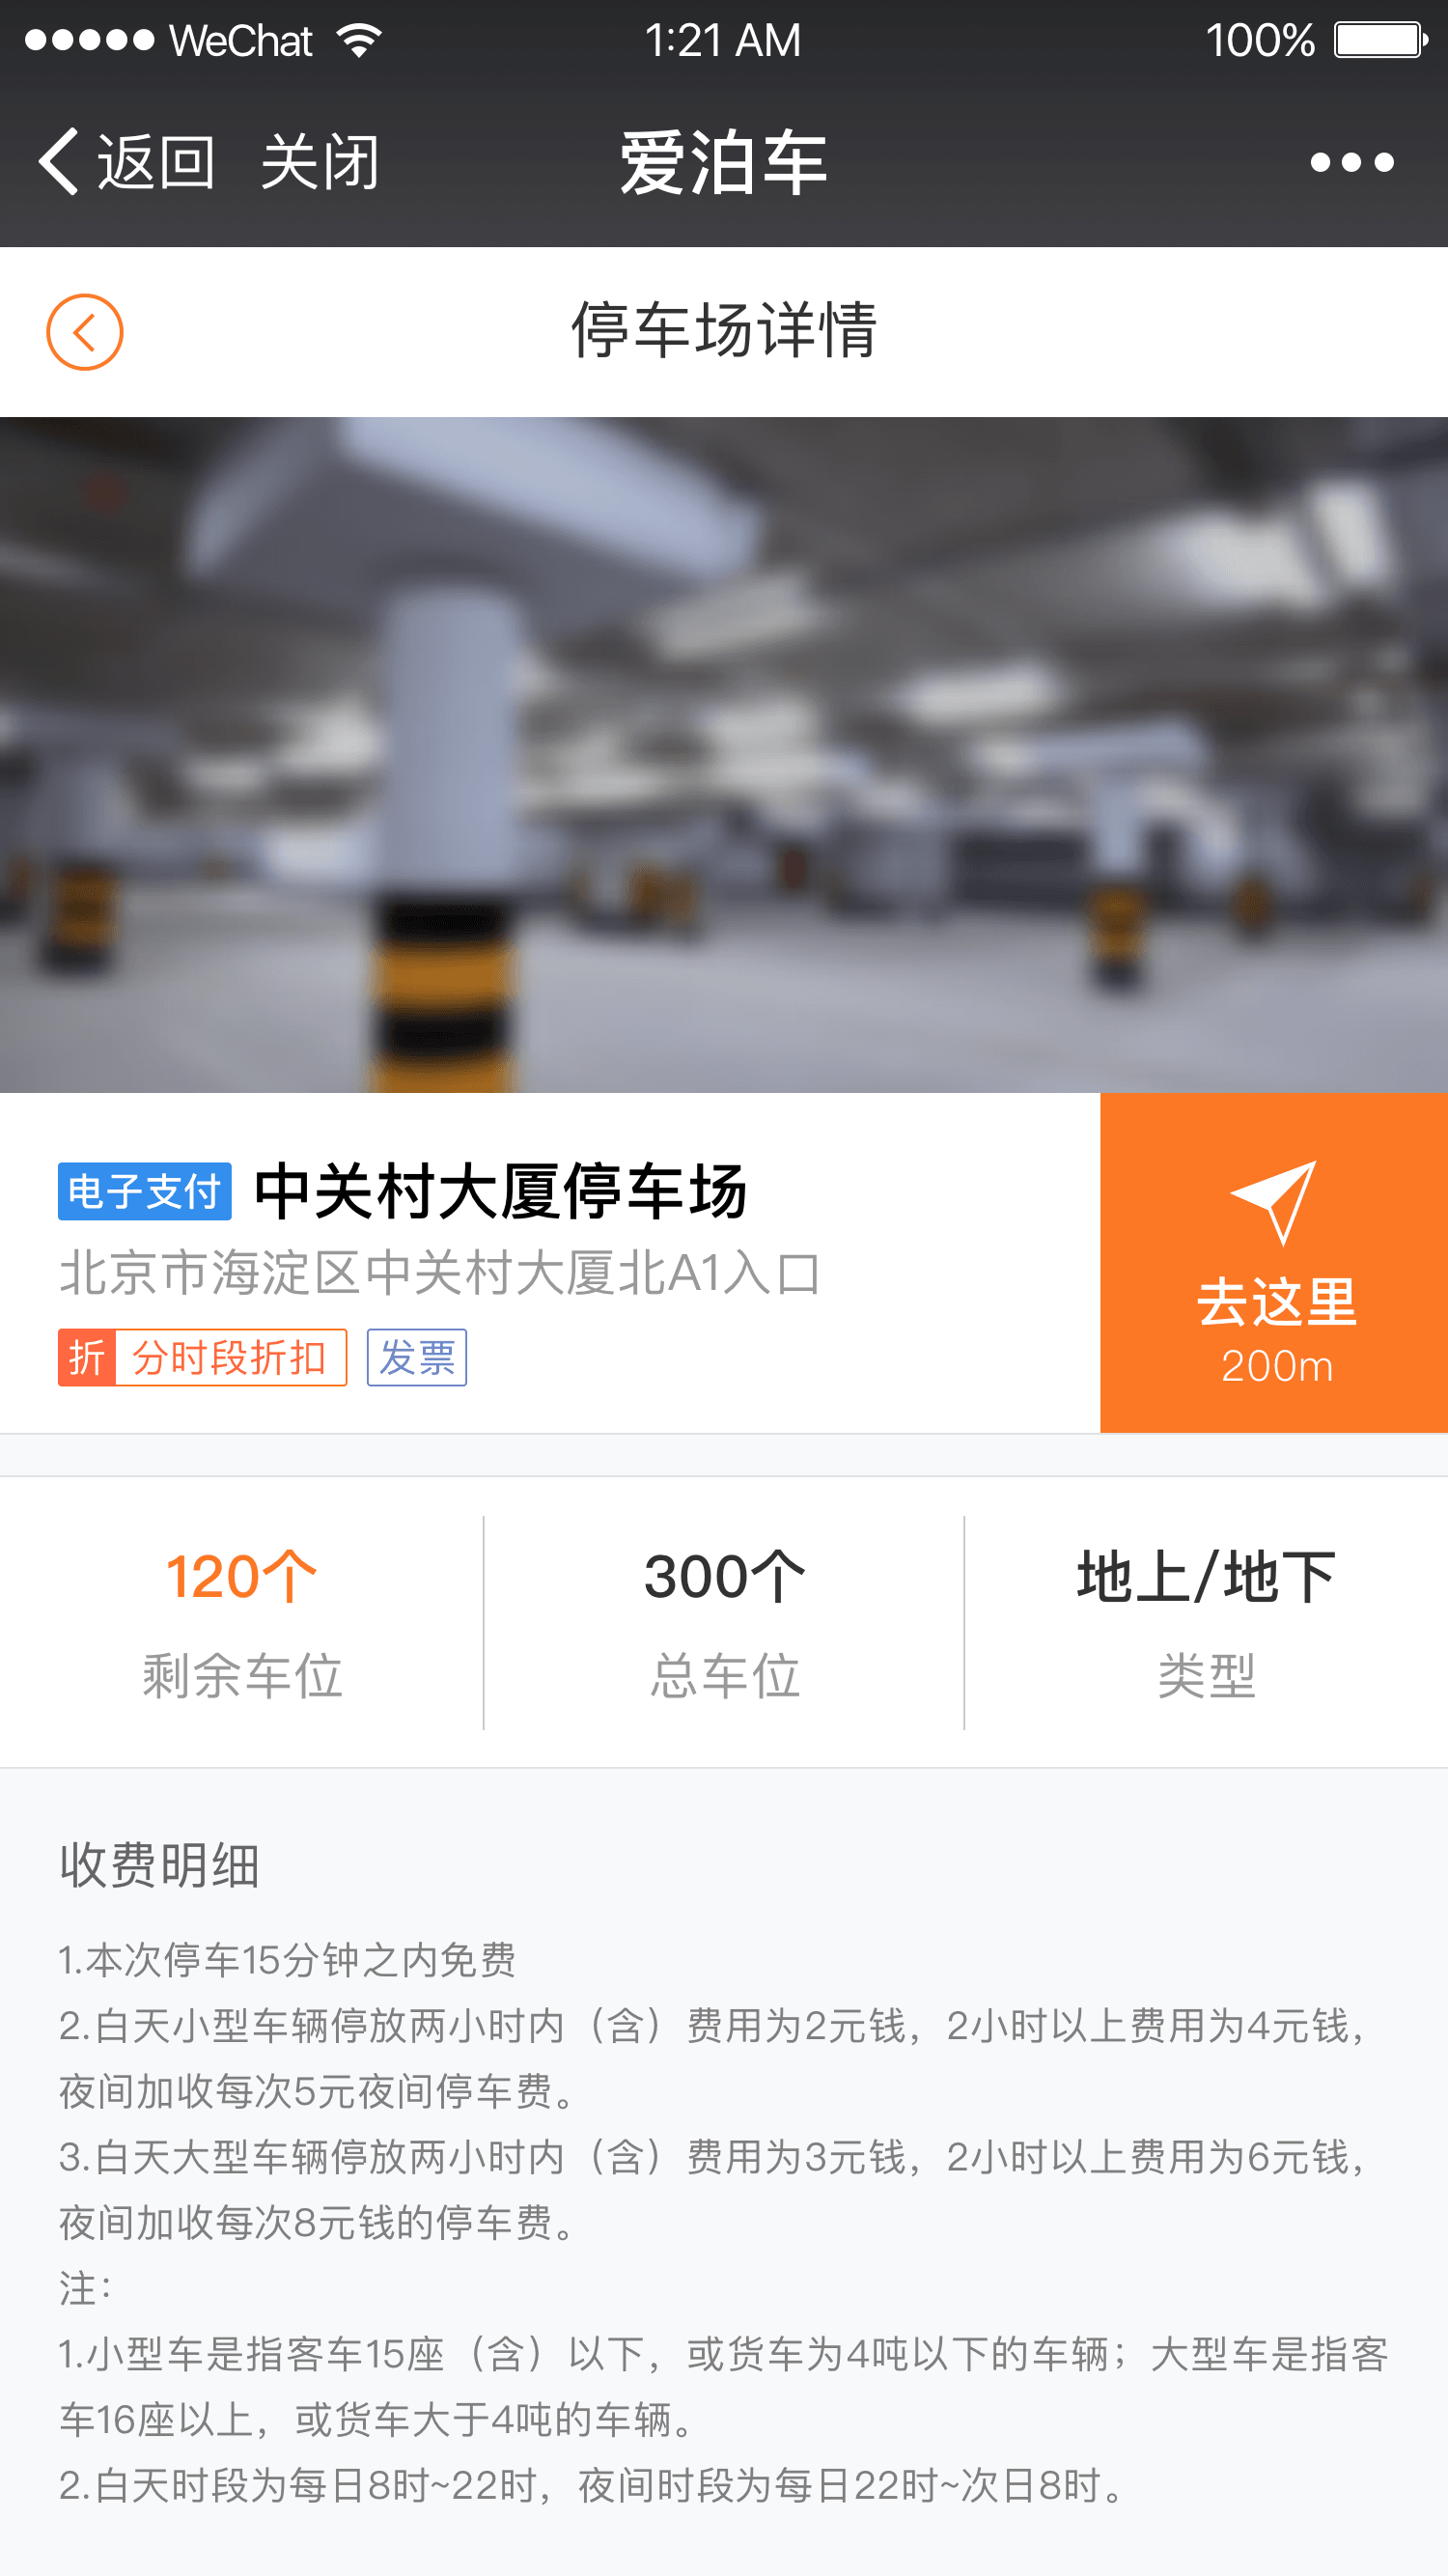 WeChat 1:21 AM 100%
返回 关闭 爱泊车
停车场详情
电子支付 中关村大厦停车场
北京市海淀区中关村大厦北A1入口
折 分时段折扣 发票
去这里
200m
120个 300个 地上/地下
剩余车位 总车位 类型
收费明细
1.本次停车15分钟之内免费
2.白天小型车辆停放两小时内（含）费用为2元钱，2小时以上费用为4元钱，
夜间加收每次5元夜间停车费。
3.白天大型车辆停放两小时内（含）费用为3元钱，2小时以上费用为6元钱，
夜间加收每次8元钱的停车费。
注：
1.小型车是指客车15座（含）以下，或货车为4吨以下的车辆；大型车是指客
车16座以上，或货车大于4吨的车辆。
2.白天时段为每日8时~22时，夜间时段为每日22时~次日8时。